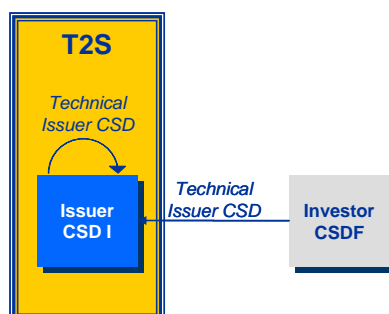 T2S
Technical
Issuer CSD
Issuer
CSD I
Technical
Issuer CSD
Investor
CSDF